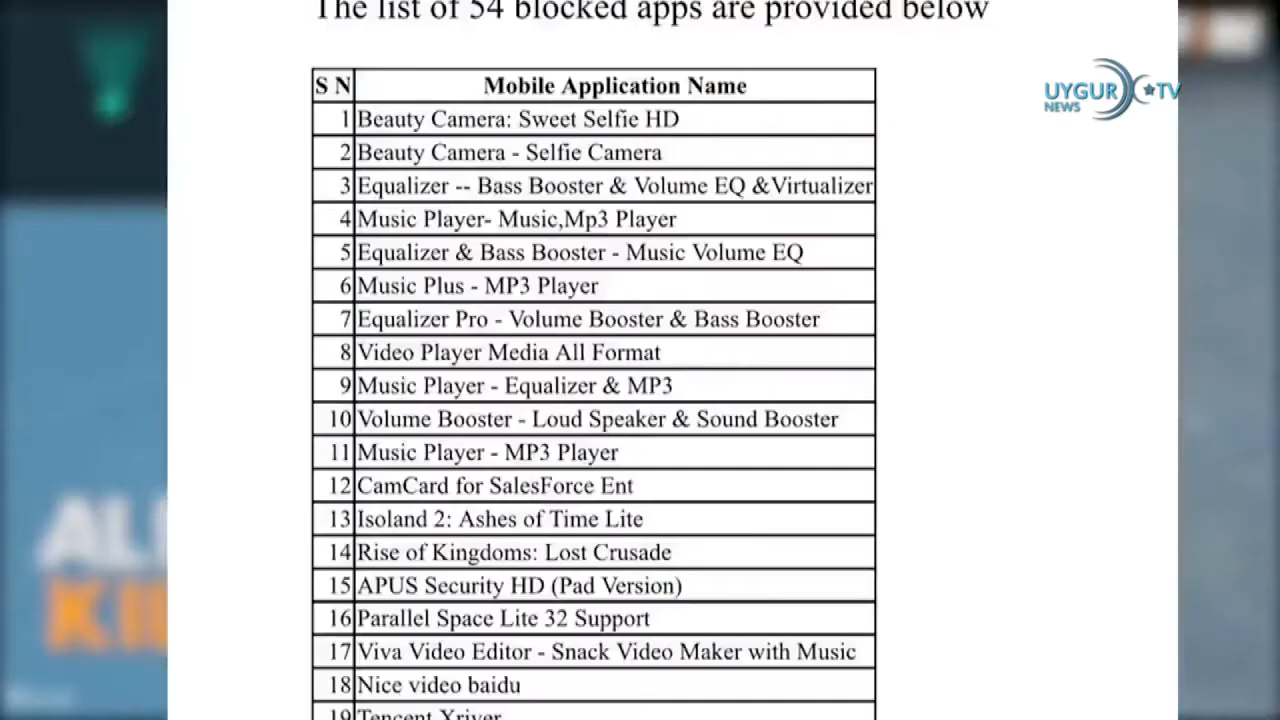 The list of 54 blocked apps are provided below
UYGUR TV
NEWS
S N Mobile Application Name
1 Beauty Camera: Sweet Selfie HD
2 Beauty Camera - Selfie Camera
3 Equalizer -- Bass Booster & Volume EQ &Virtualizer
4 Music Player- Music,Mp3 Player
5 Equalizer & Bass Booster - Music Volume EQ
6 Music Plus - MP3 Player
7 Equalizer Pro - Volume Booster & Bass Booster
8 Video Player Media All Format
9 Music Player - Equalizer & MP3
10 Volume Booster - Loud Speaker & Sound Booster
11 Music Player - MP3 Player
12 CamCard for SalesForce Ent
13 Isoland 2: Ashes of Time Lite
14 Rise of Kingdoms: Lost Crusade
15 APUS Security HD (Pad Version)
16 Parallel Space Lite 32 Support
17 Viva Video Editor - Snack Video Maker with Music
18 Nice video baidu
19 Tencent Xriver